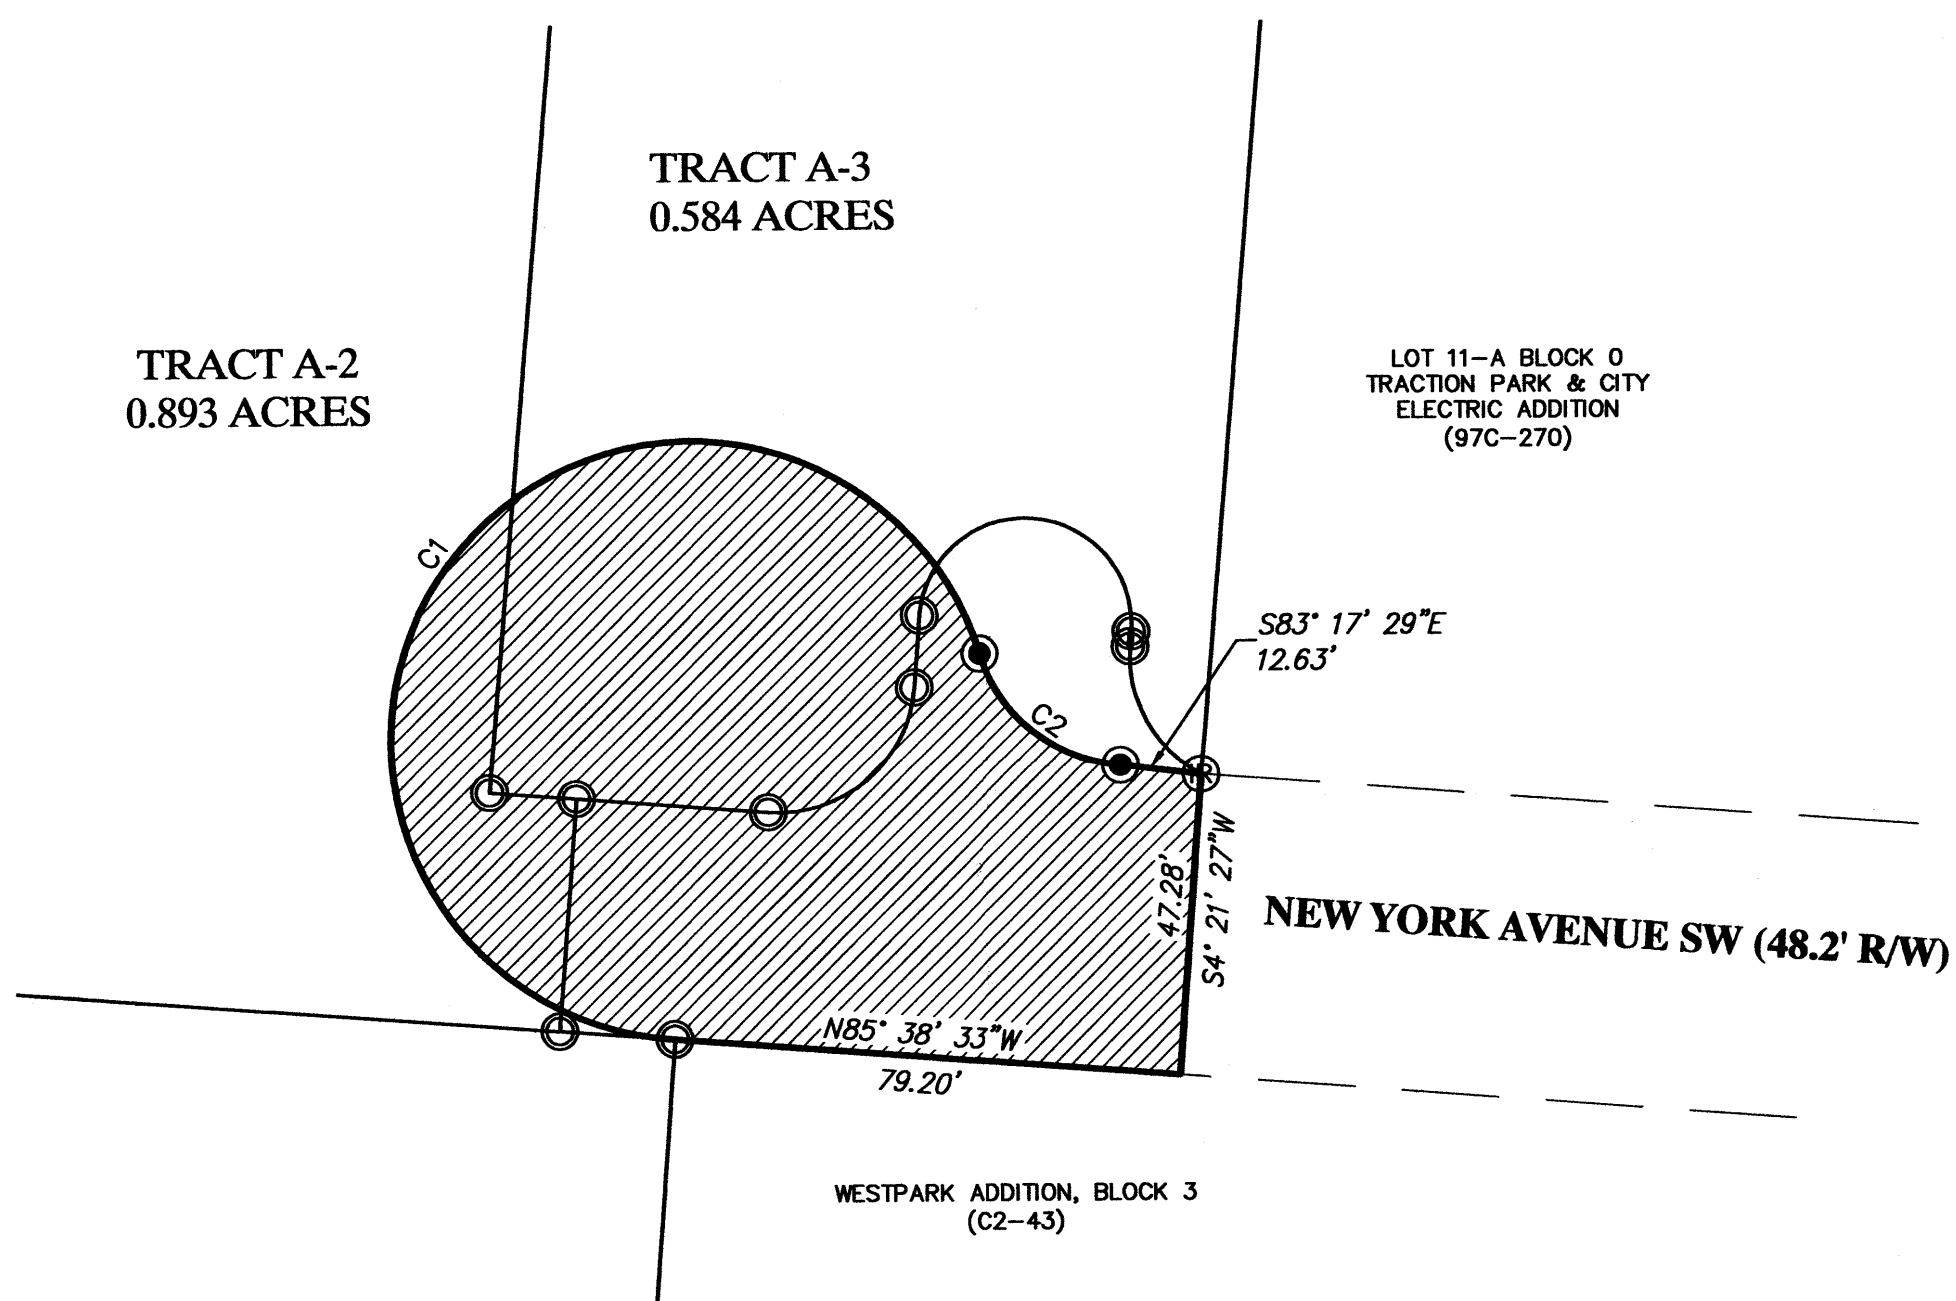 TRACT A-3
0.584 ACRES
TRACT A-2
0.893 ACRES
LOT 11-A BLOCK O
TRACTION PARK & CITY
ELECTRIC ADDITION
(97C-270)
C1
S83° 17' 29"E
12.63'
C2
1R
47.28'
S4° 21' 27"W
NEW YORK AVENUE SW (48.2' R/W)
N85° 38' 33"W
79.20'
WESTPARK ADDITION, BLOCK 3
(C2-43)